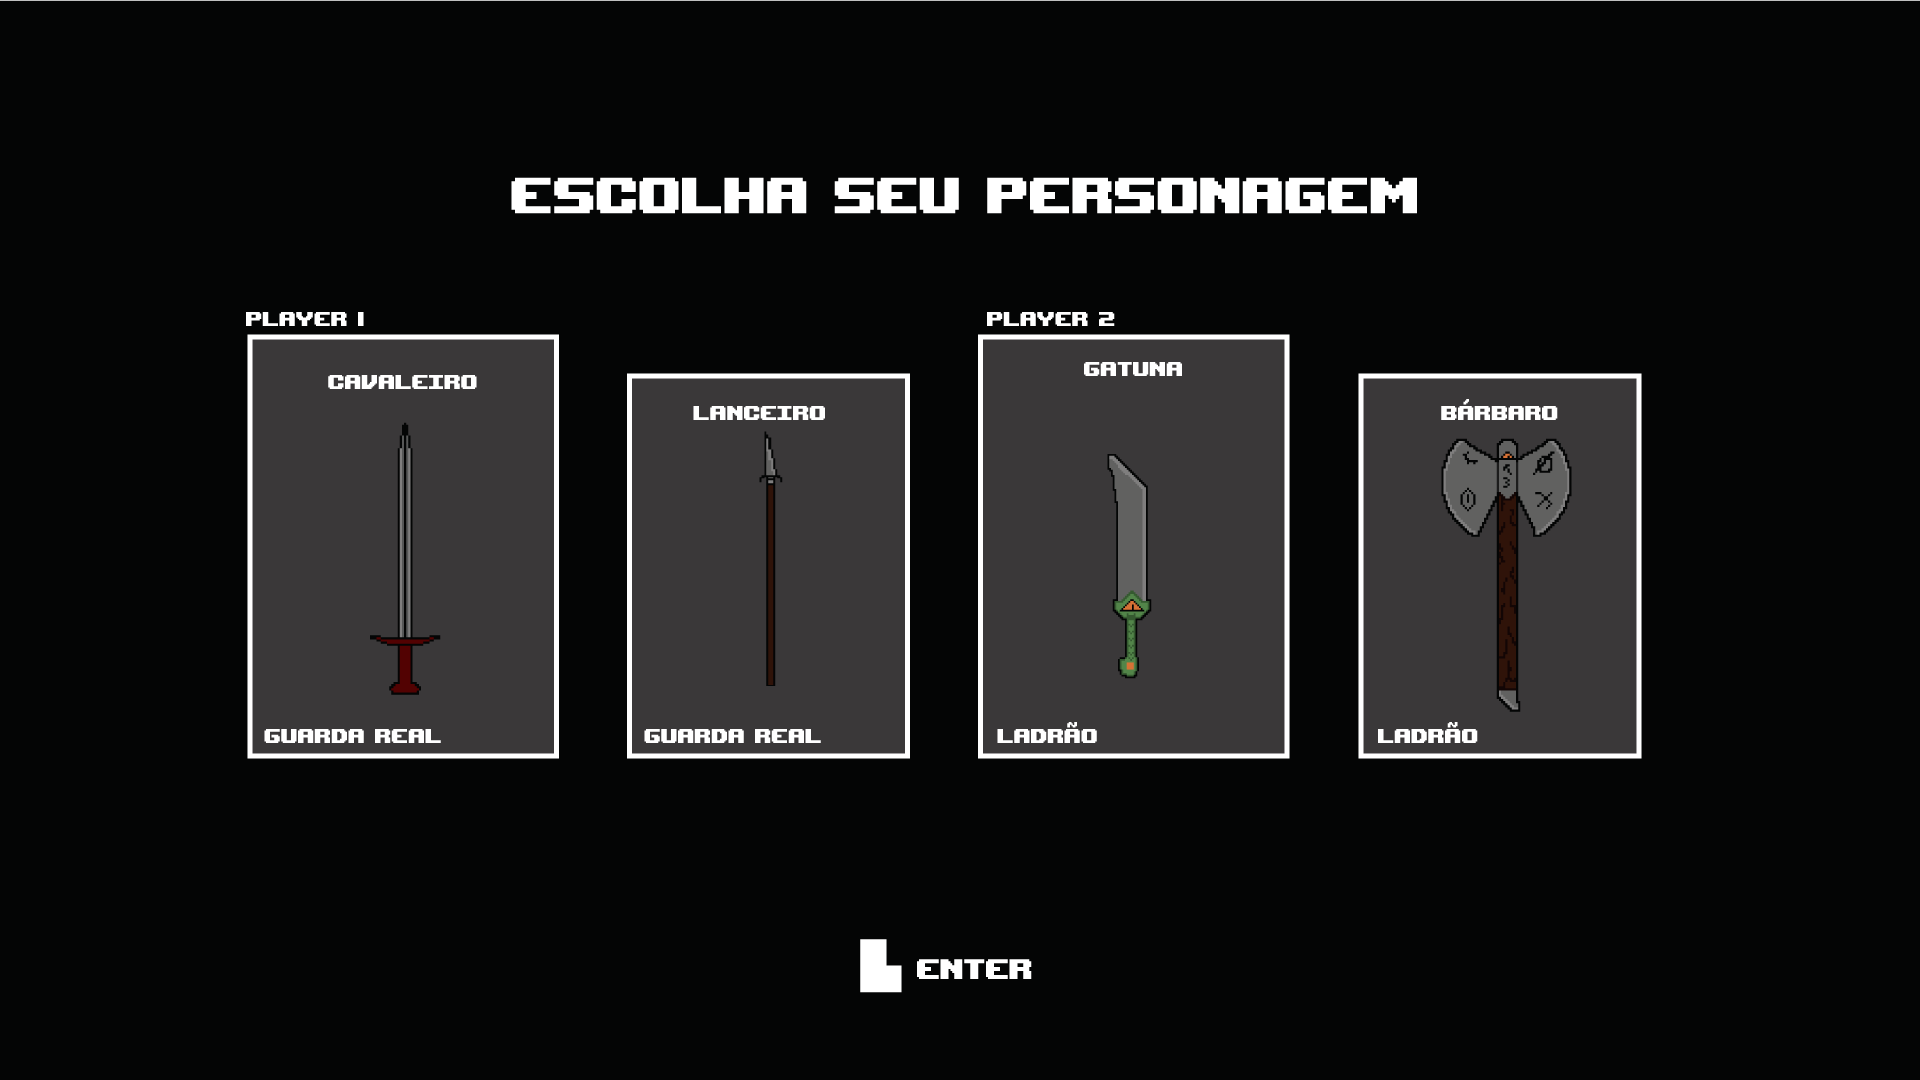 ESCOLHA SEU PERSONAGEM
PLAYER 1
CAVALEIRO
GUARDA REAL
LANCEIRO
GUARDA REAL
PLAYER 2
GATUNA
LADRÃO
BÁRBARO
LADRÃO
ENTER